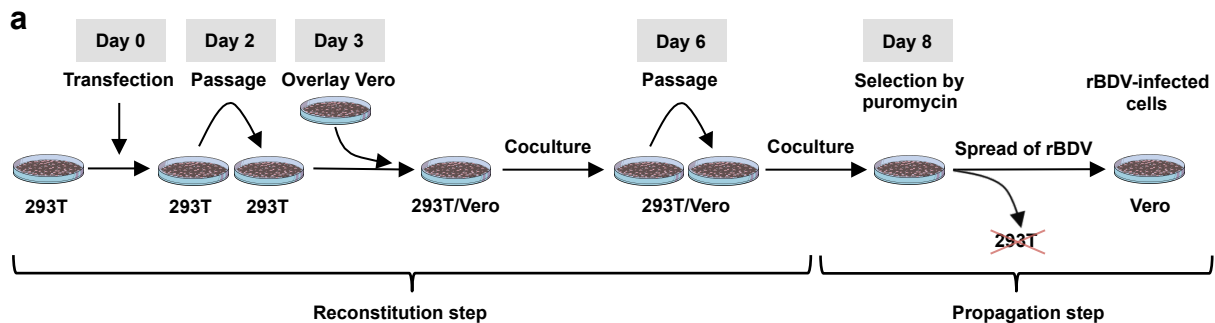 a
Day 0
Day 2
Day 3
Day 6
Day 8
Transfection
Passage
Overlay Vero
Passage
Selection by
puromycin
rBDV-infected
cells
Coculture
Coculture
Spread of rBDV
293T
293T
293T
293T/Vero
293T/Vero
Vero
293T
Reconstitution step
Propagation step